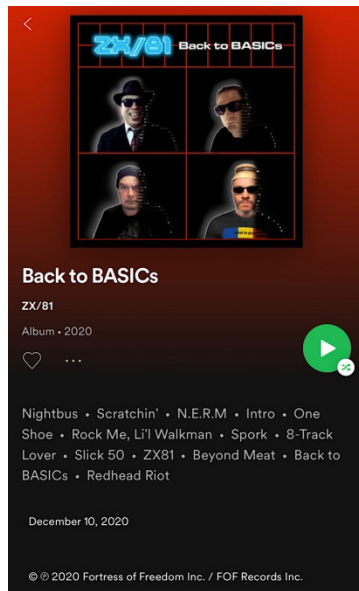 ZX/81 Back to BASICs
Back to BASICs
ZX/81
Album • 2020
Nightbus • Scratchin' • N.E.R.M • Intro • One
Shoe • Rock Me, Li'l Walkman • Spork • 8-Track
Lover • Slick 50 • ZX81 • Beyond Meat • Back to
BASICs • Redhead Riot
December 10, 2020
© ℗ 2020 Fortress of Freedom Inc. / FOF Records Inc.